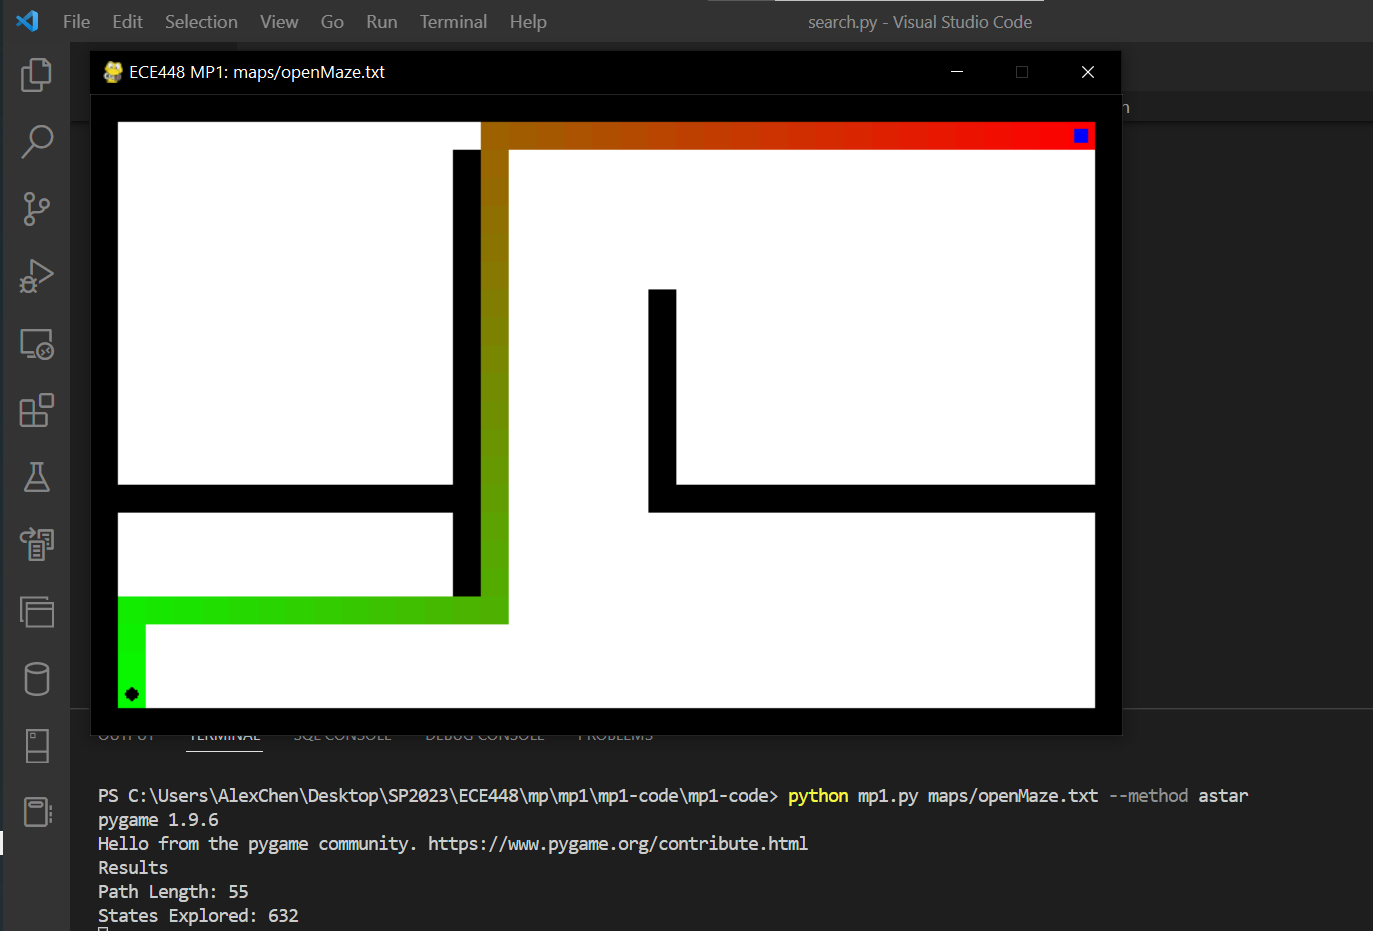 File Edit Selection View Go Run Terminal Help
search.py - Visual Studio Code
ECE448 MP1: maps/openMaze.txt
n
OUTPUT TERMINAL SQL CONSOLE DEBUG CONSOLE PROBLEMS
PS C:\Users\AlexChen\Desktop\SP2023\ECE448\mp\mp1\mp1-code\mp1-code> python mp1.py maps/openMaze.txt --method astar
pygame 1.9.6
Hello from the pygame community. https://www.pygame.org/contribute.html
Results
Path Length: 55
States Explored: 632